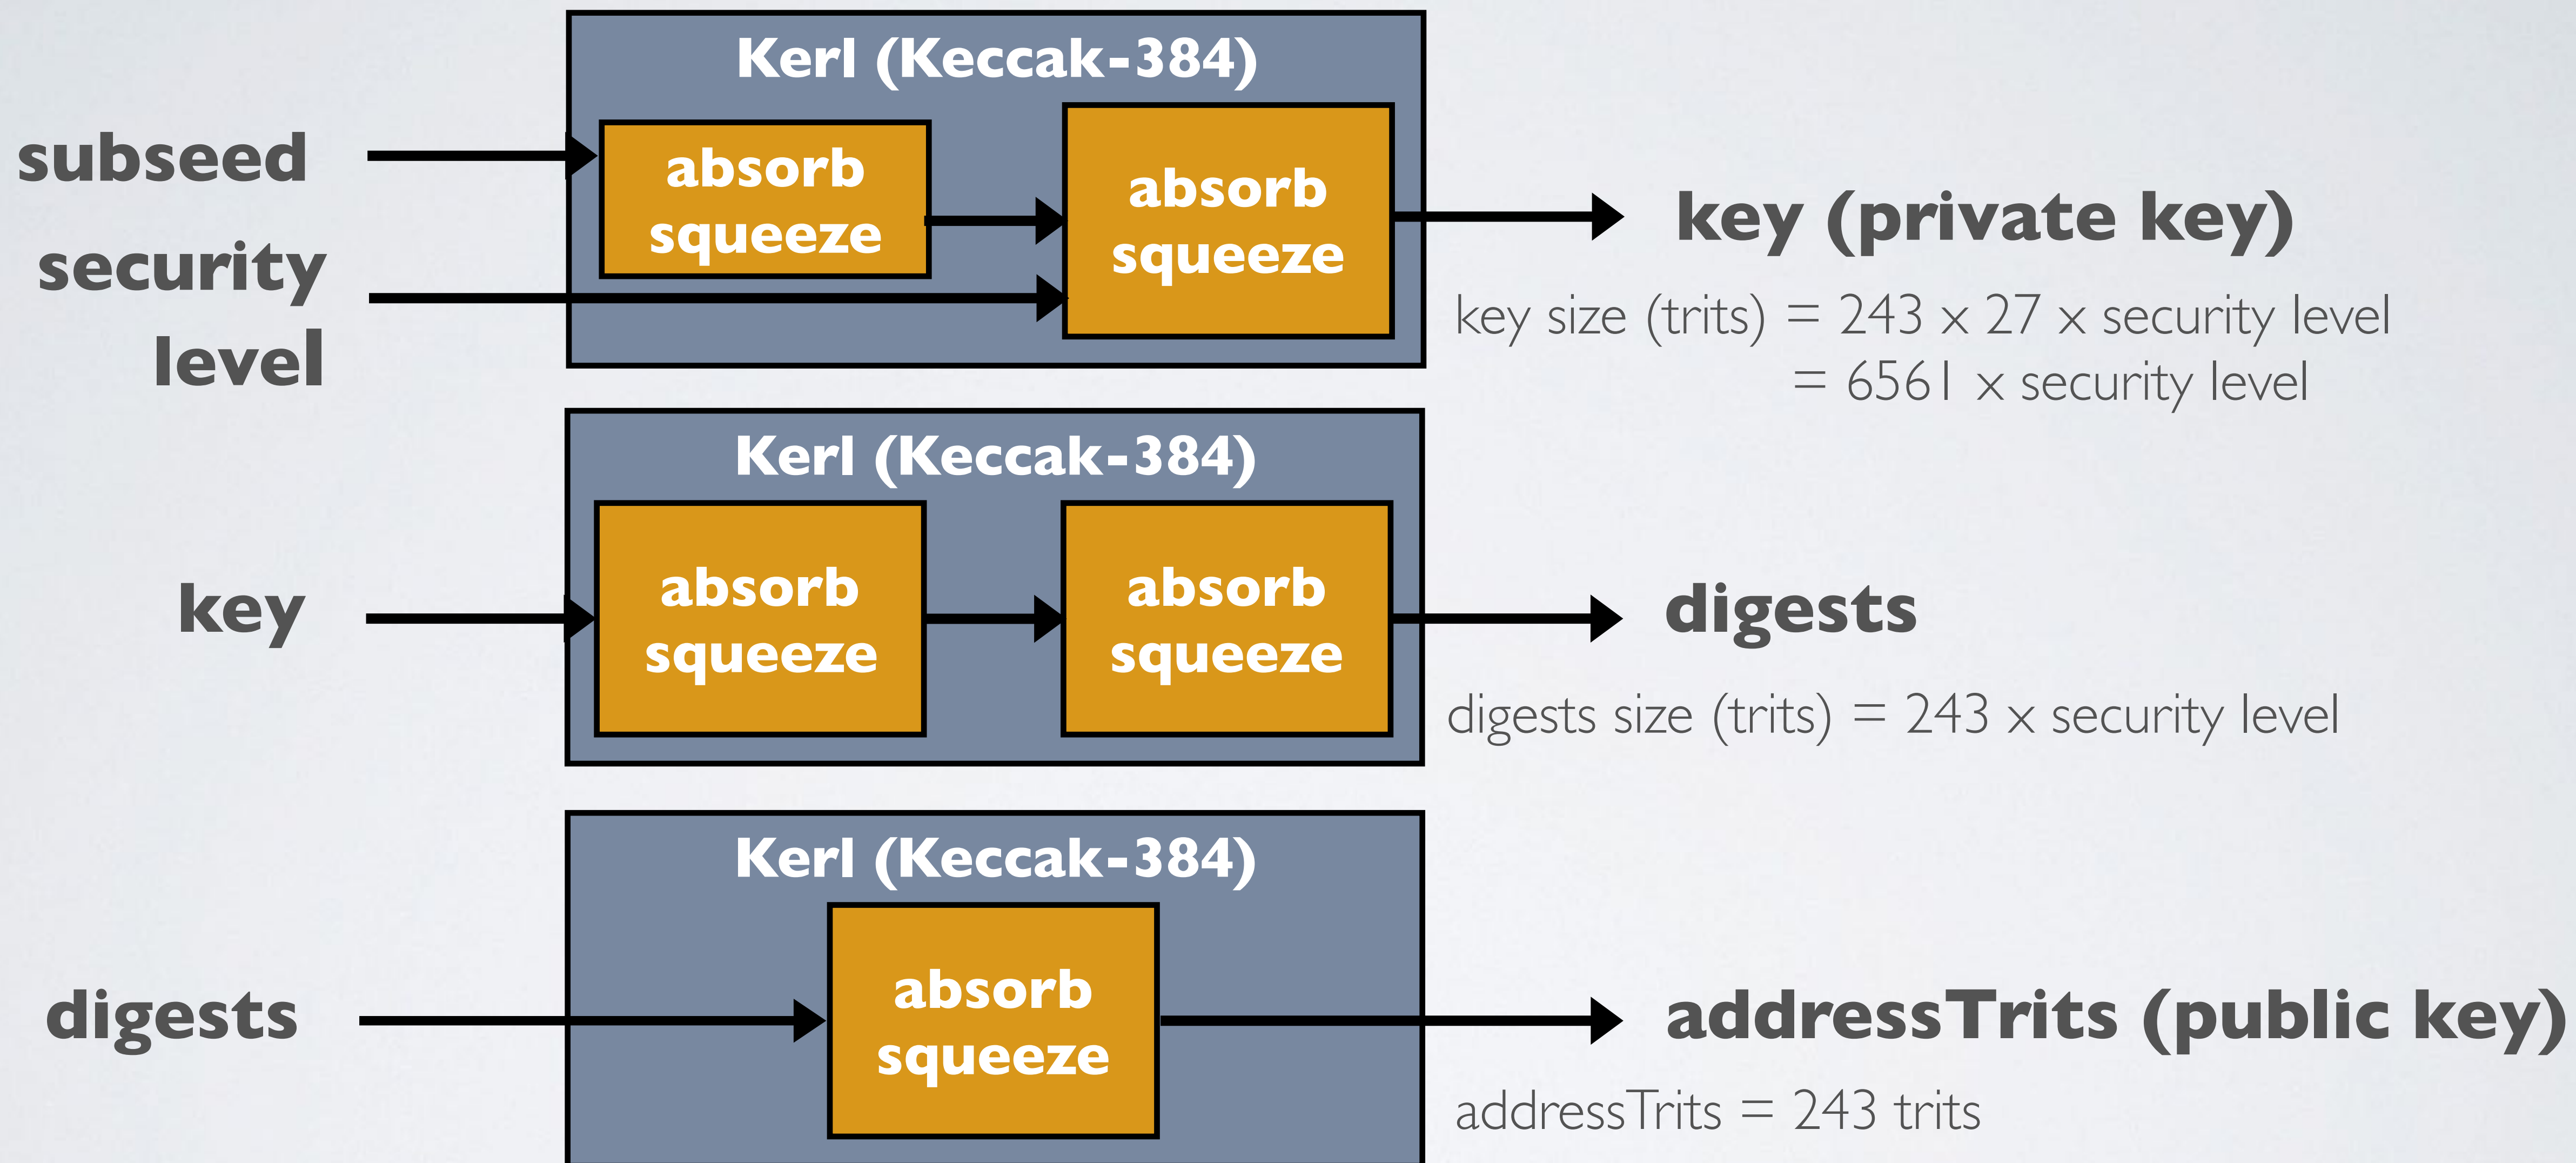 Kerl (Keccak-384)
subseed
security
level
absorb
squeeze
absorb
squeeze
key (private key)
key size (trits) = 243 x 27 x security level
= 6561 x security level
Kerl (Keccak-384)
key
absorb
squeeze
absorb
squeeze
digests
digests size (trits) = 243 x security level
Kerl (Keccak-384)
digests
absorb
squeeze
addressTrits (public key)
addressTrits = 243 trits